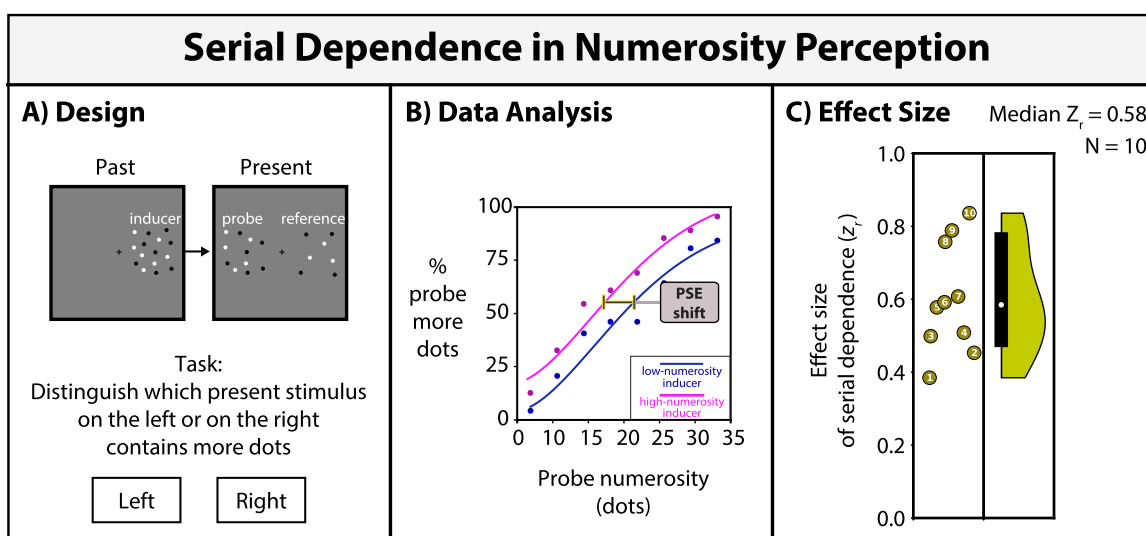 Serial Dependence in Numerosity Perception
A) Design
Past
Present
inducer
probe
reference
Task:
Distinguish which present stimulus
on the left or on the right
contains more dots
Left
Right
B) Data Analysis
%
probe
more
dots
100
75
50
25
0
PSE
shift
low-numerosity
inducer
high-numerosity
inducer
0 10 15 20 25 30 35
Probe numerosity
(dots)
C) Effect Size
Median Zr = 0.58
N = 10
Effect size
of serial dependence (zr)
1.0
0.8
0.6
0.4
0.2
0.0
10
9
8
7
5 6
4
3
2
1